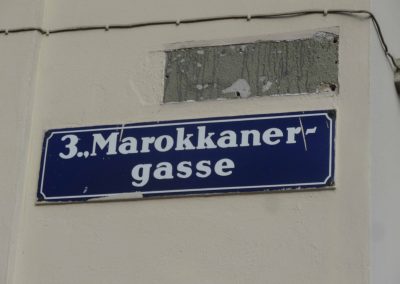 3., Marokkaner-
gasse